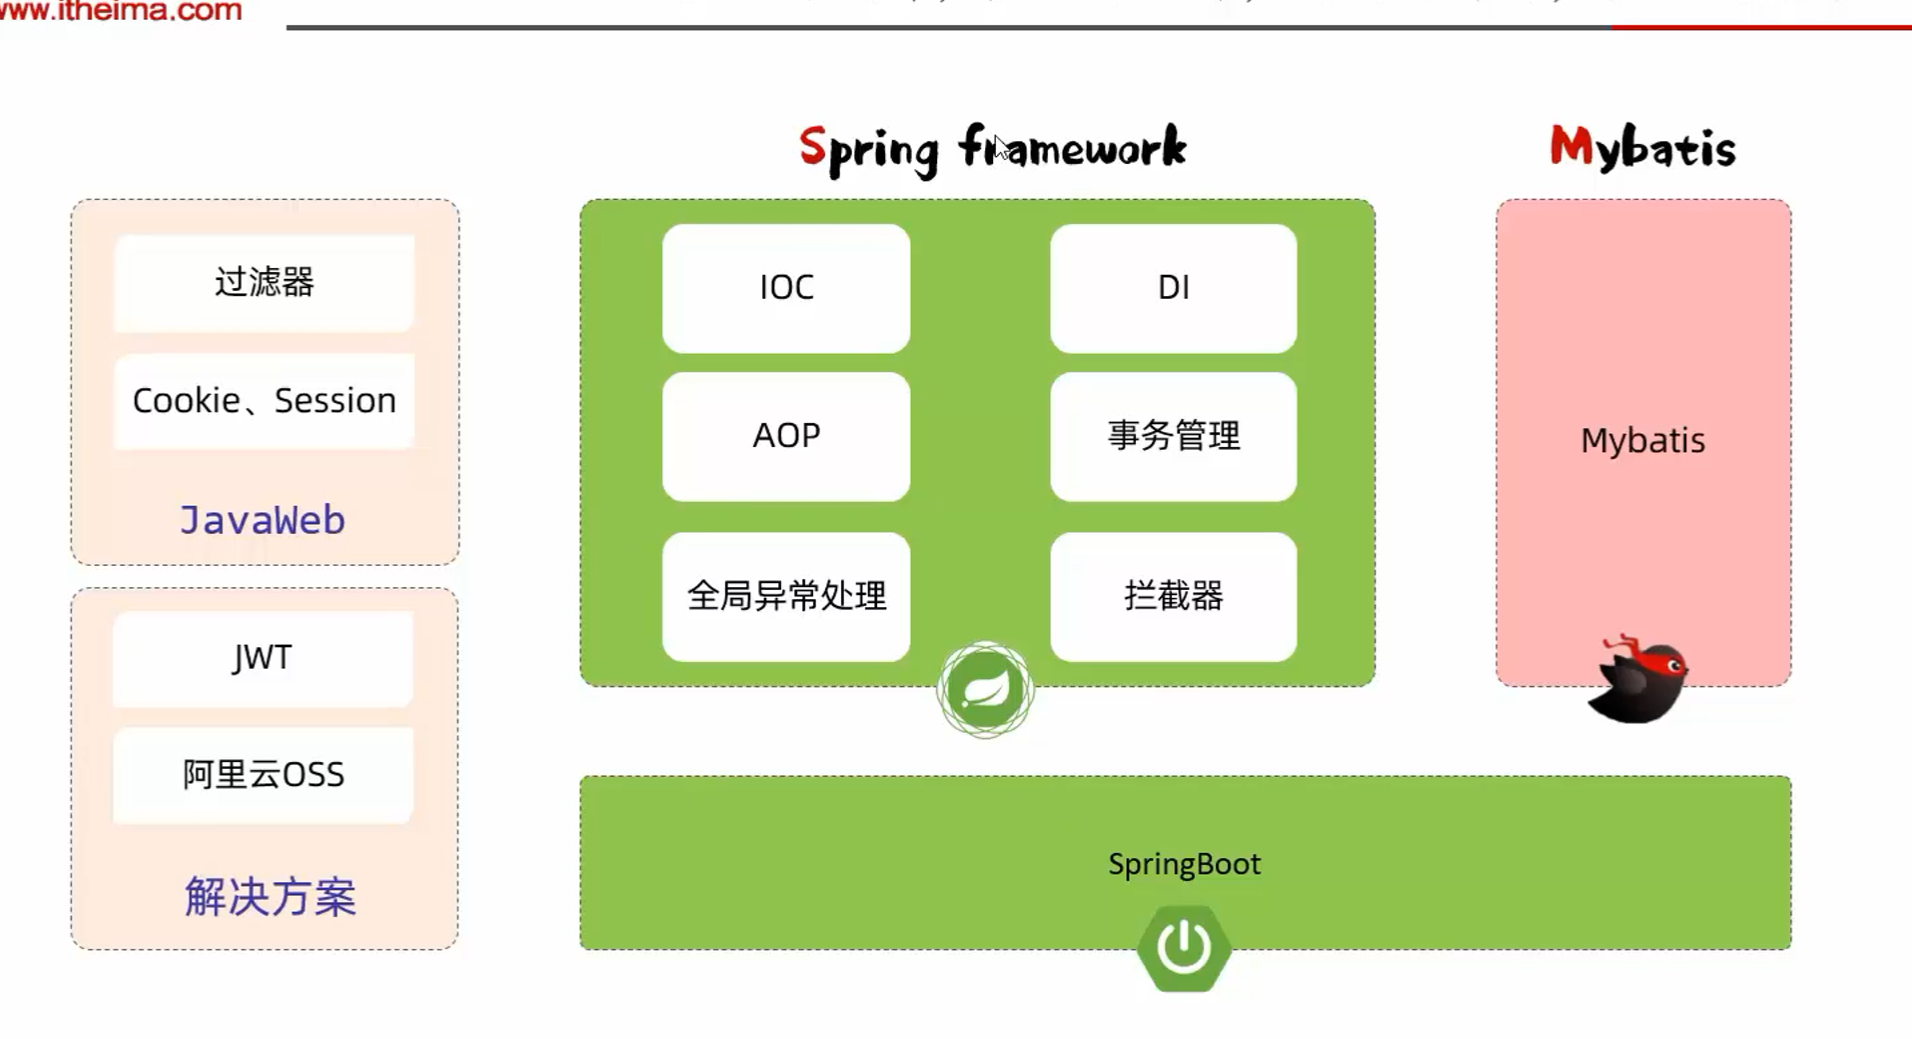 www.itheima.com
Spring framework
Mybatis
过滤器
Cookie、Session
JavaWeb
JWT
阿里云OSS
解决方案
IOC
DI
AOP
事务管理
全局异常处理
拦截器
Mybatis
SpringBoot